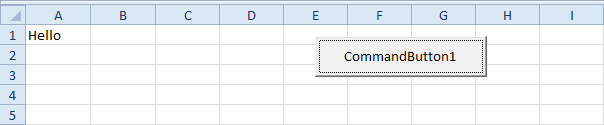 A B C D E F G H I
1 Hello
2 CommandButton1
3
4
5